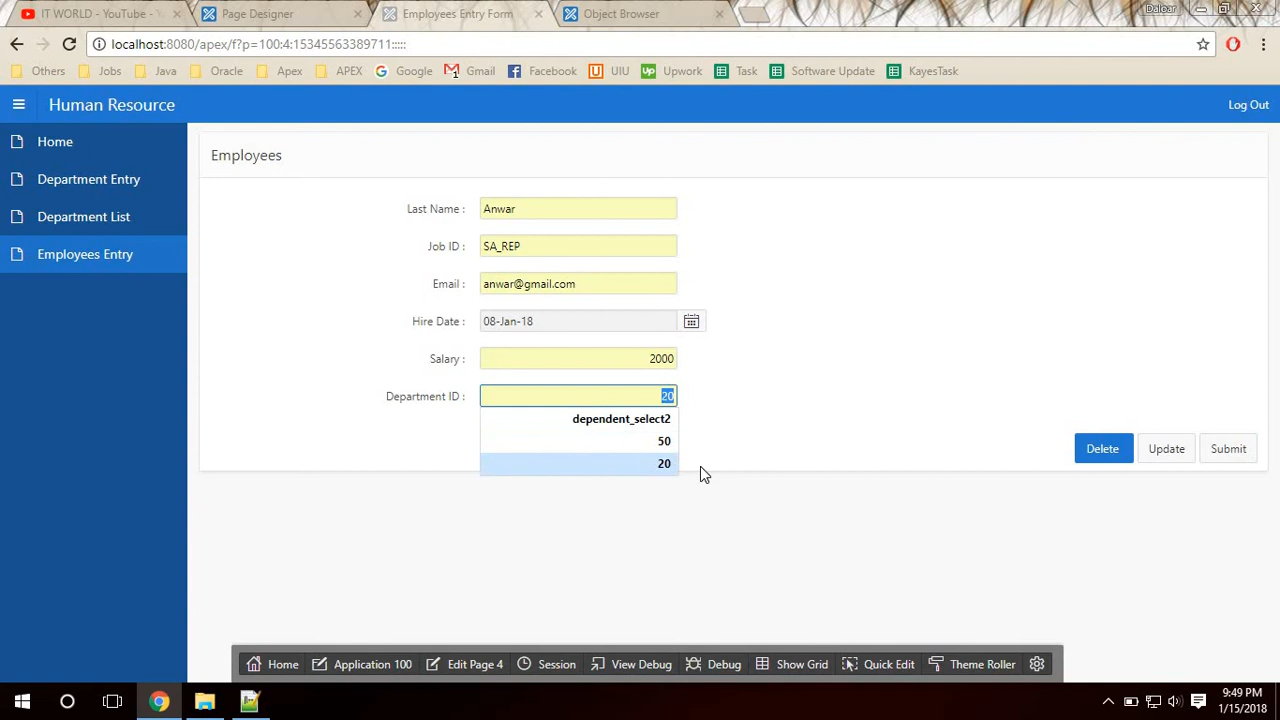 IT WORLD - YouTube -
Page Designer
Employees Entry Form
Object Browser
Daloar
localhost:8080/apex/f?p=100:4:15345563389711:::::
Others Jobs Java Oracle Apex APEX Google Gmail Facebook UIU Upwork Task Software Update KayesTask
Human Resource
Log Out
Home
Department Entry
Department List
Employees Entry
Employees
Last Name : Anwar
Job ID : SA_REP
Email : anwar@gmail.com
Hire Date : 08-Jan-18
Salary : 2000
Department ID : 20
dependent_select2
50
20
Delete Update Submit
Home Application 100 Edit Page 4 Session View Debug Debug Show Grid Quick Edit Theme Roller
9:49 PM
1/15/2018